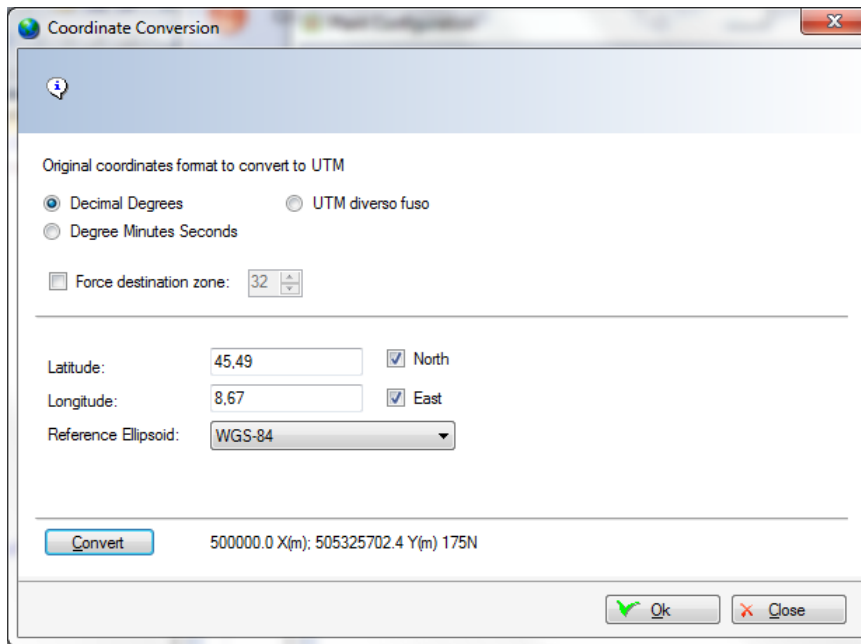 Coordinate Conversion
Original coordinates format to convert to UTM
Decimal Degrees UTM diverso fuso
Degree Minutes Seconds
Force destination zone: 32
Latitude: 45,49 North
Longitude: 8,67 East
Reference Ellipsoid: WGS-84
Convert 500000.0 X(m); 505325702.4 Y(m) 175N
Ok Close